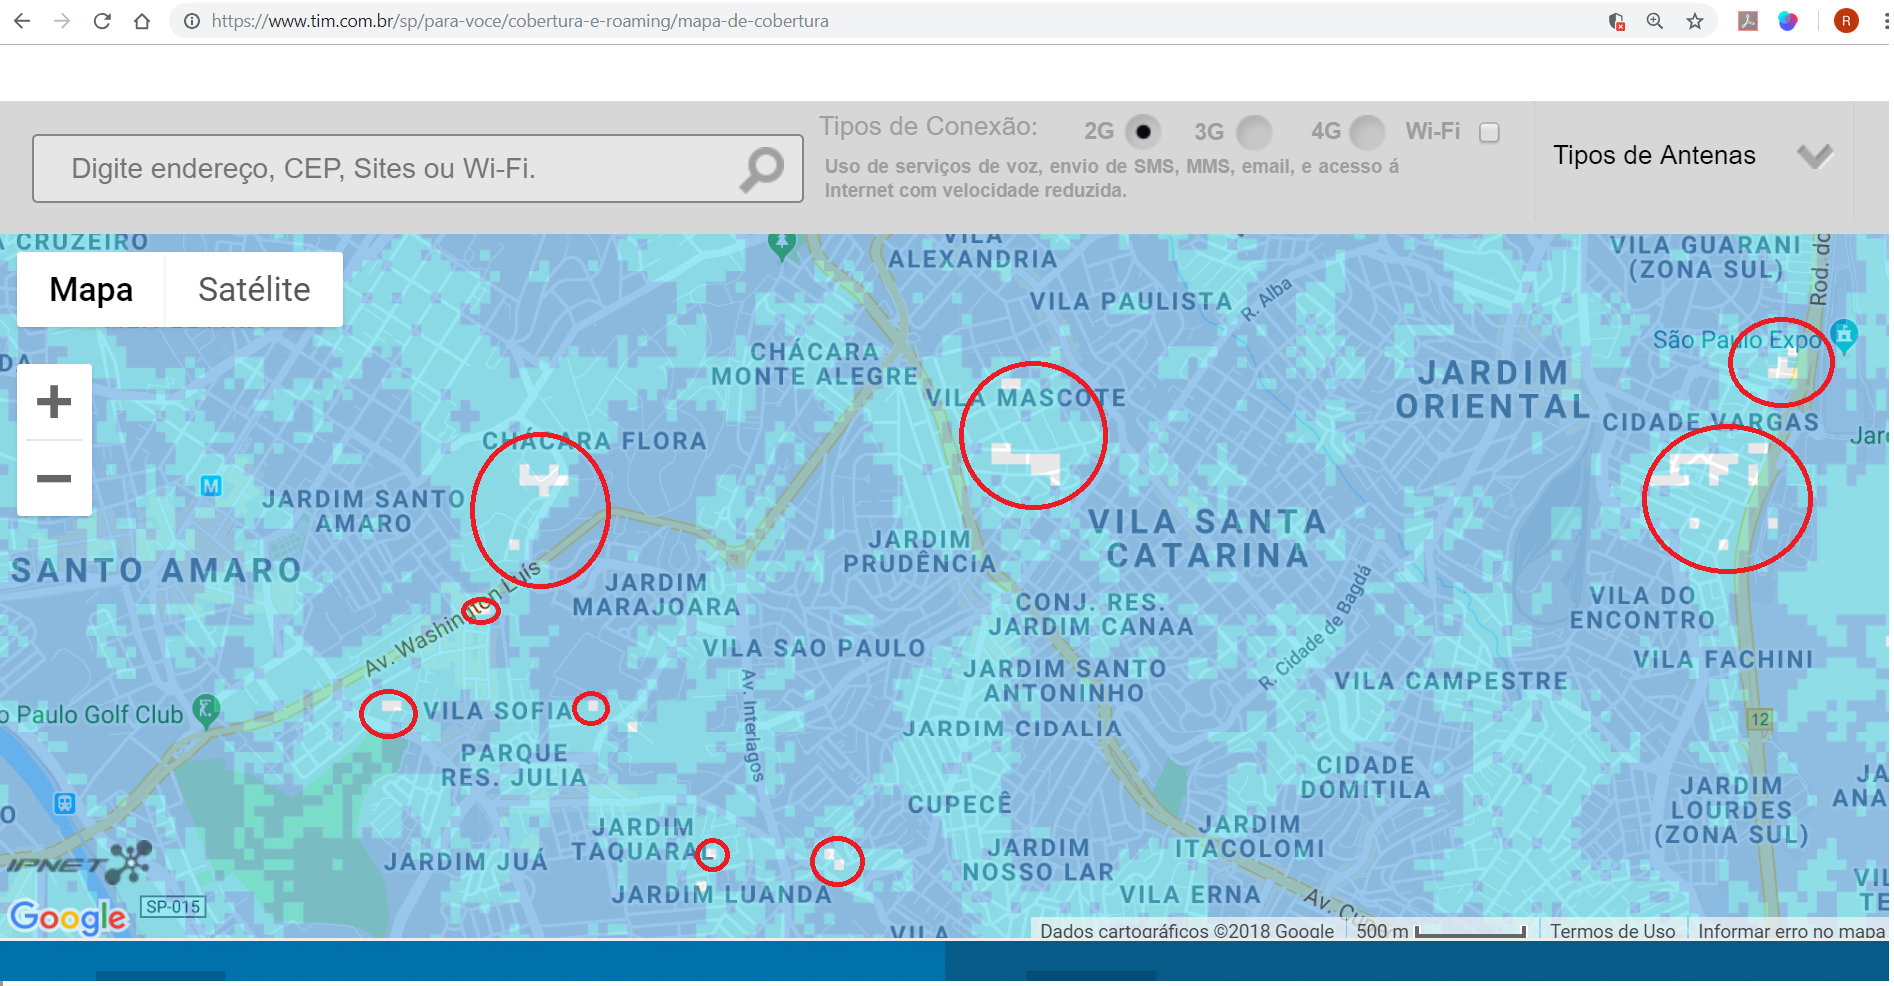 https://www.tim.com.br/sp/para-voce/cobertura-e-roaming/mapa-de-cobertura
R
Digite endereço, CEP, Sites ou Wi-Fi.
Tipos de Conexão:
2G
3G
4G
Wi-Fi
Uso de serviços de voz, envio de SMS, MMS, email, e acesso á
Internet com velocidade reduzida.
Tipos de Antenas
CRUZEIRO
Mapa
Satélite
VILA
ALEXANDRIA
VILA GUARANI
(ZONA SUL)
Rod. do
VILA PAULISTA
R. Alba
São Paulo Expo
CHÁCARA
MONTE ALEGRE
JARDIM
ORIENTAL
VILA MASCOTE
CIDADE VARGAS
CHÁCARA FLORA
M
JARDIM SANTO
AMARO
VILA SANTA
CATARINA
JARDIM
PRUDÊNCIA
SANTO AMARO
Av. Washington Luís
JARDIM
MARAJOARA
CONJ. RES.
JARDIM CANAA
R. Cidade de Bagdá
VILA DO
ENCONTRO
VILA SAO PAULO
JARDIM SANTO
ANTONINHO
VILA CAMPESTRE
VILA FACHINI
o Paulo Golf Club
VILA SOFIA
Av. Interlagos
JARDIM CIDALIA
12
PARQUE
RES. JULIA
CIDADE
DOMITILA
CUPECÊ
JARDIM
LOURDES
(ZONA SUL)
JARDIM
TAQUARAL
JARDIM
ITACOLOMI
JARDIM JUÁ
JARDIM
NOSSO LAR
IPNET
JARDIM LUANDA
VILA ERNA
SP-015
Google
VILA
Dados cartográficos ©2018 Google
500 m
Termos de Uso
Informar erro no mapa